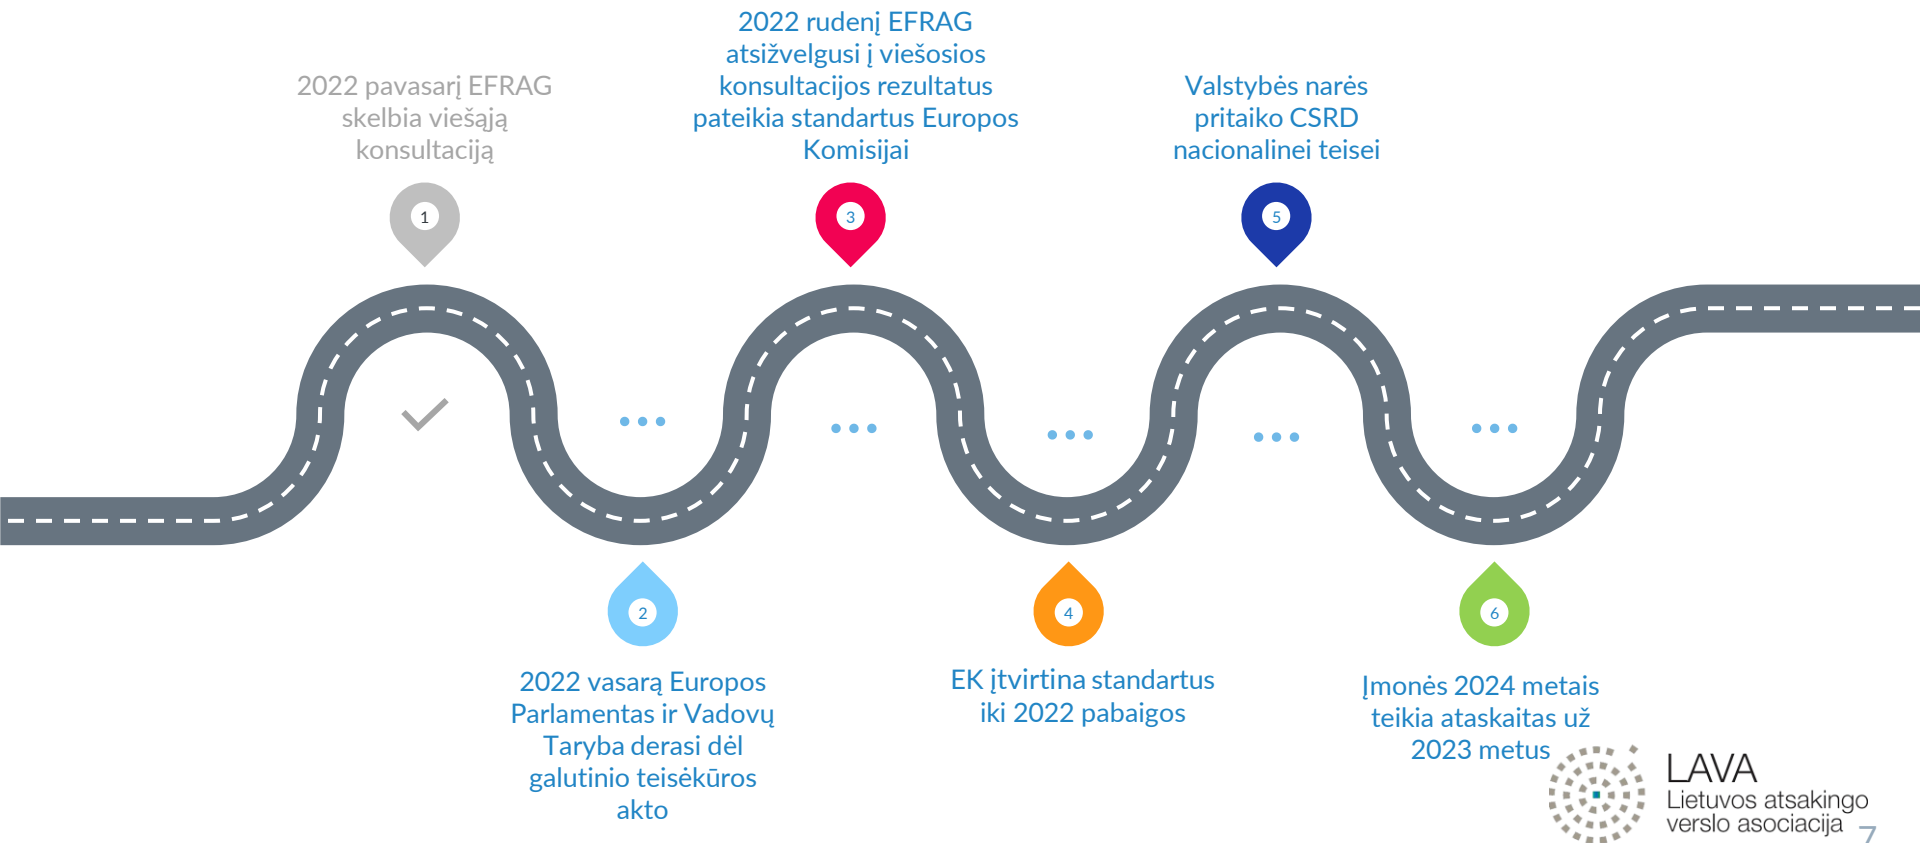 2022 pavasarį EFRAG
skelbia viešąją
konsultaciją
1
2022 vasarą Europos
Parlamentas ir Vadovų
Taryba derasi dėl
galutinio teisėkūros
akto
2
2022 rudenį EFRAG
atsižvelgusi į viešosios
konsultacijos rezultatus
pateikia standartus Europos
Komisijai
3
EK įtvirtina standartus
iki 2022 pabaigos
4
Valstybės narės
pritaiko CSRD
nacionalinei teisei
5
Įmonės 2024 metais
teikia ataskaitas už
2023 metus
6
LAVA
Lietuvos atsakingo
verslo asociacija
7